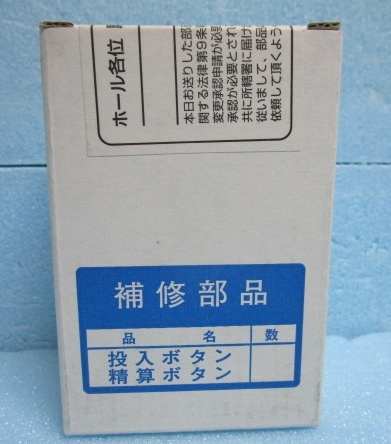 ホール各位
本日お送りした部
関する法律第9条
変更承認申請が必
承認が必要とされ
共に所轄署に届け
従いまして、部品
依頼して頂くよう
補修部品
品 名 数
投入ボタン
精算ボタン